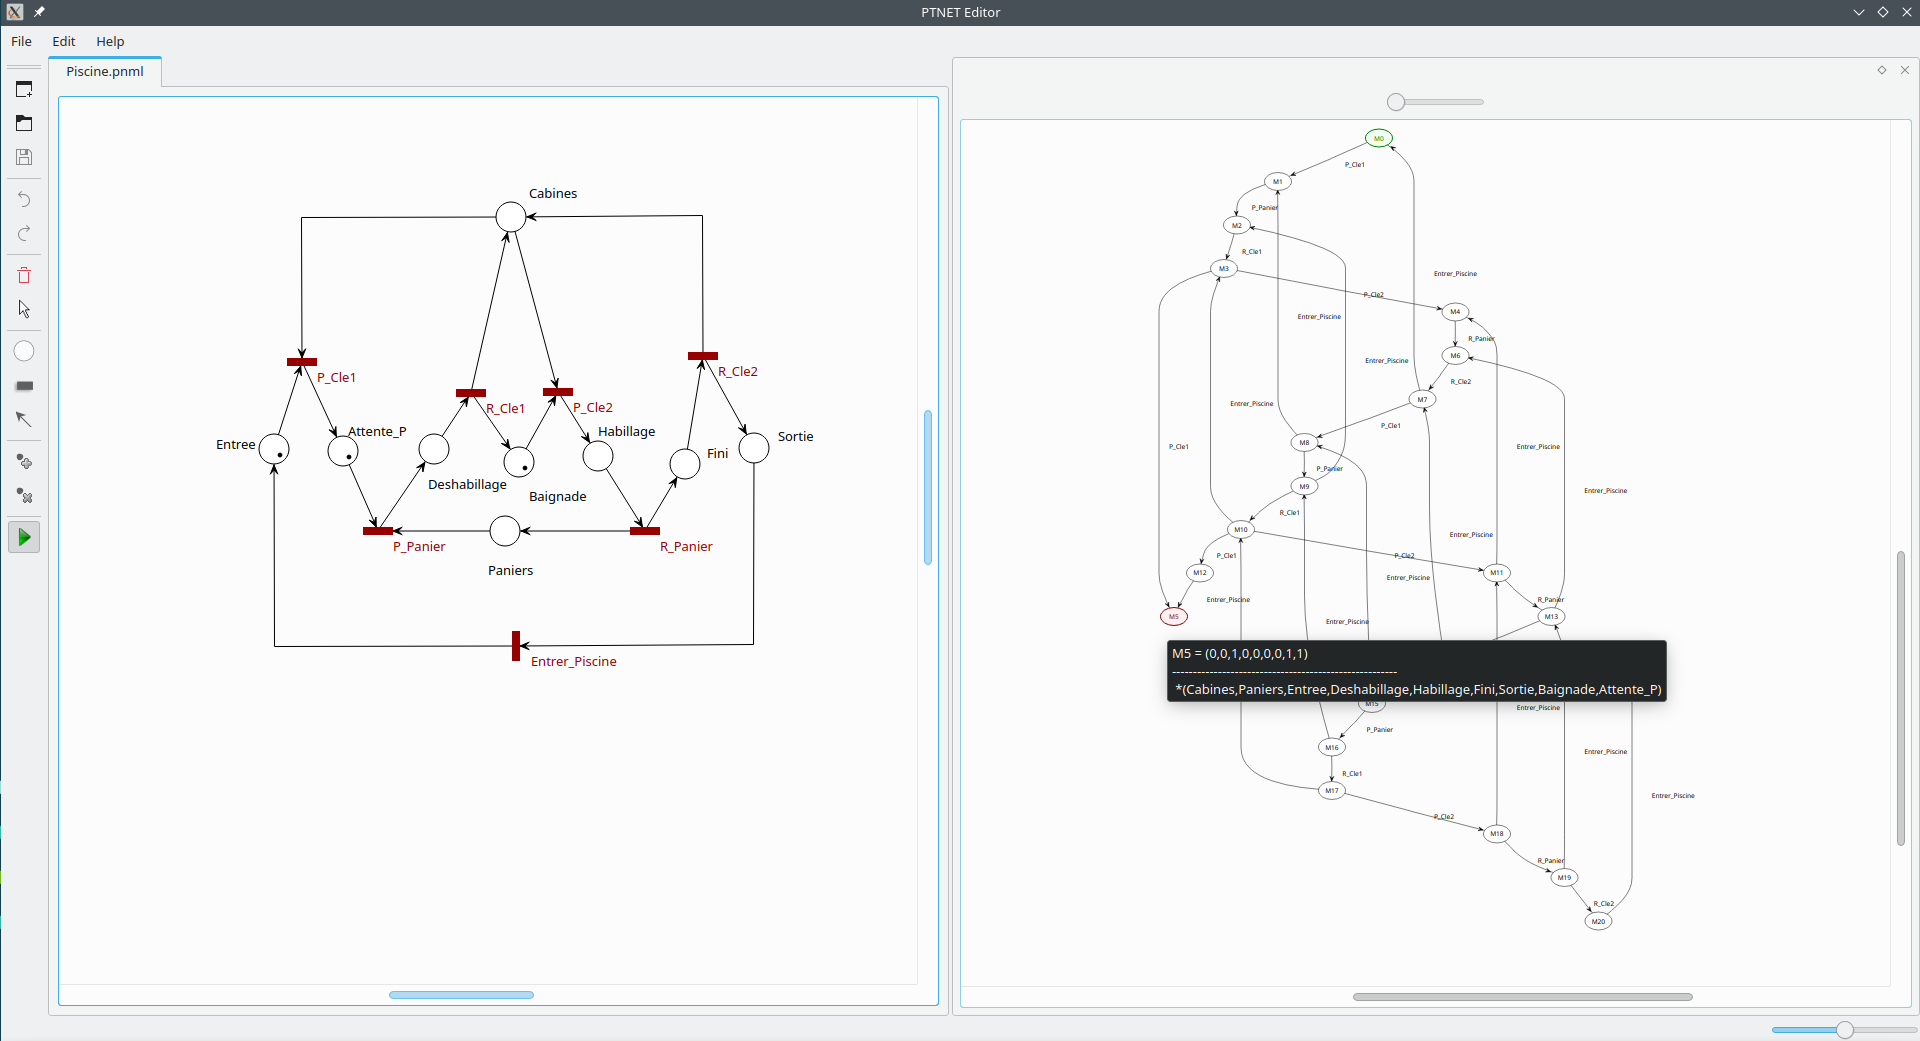 PTNET Editor
File Edit Help
Piscine.pnml
Cabines
P_Cle1
R_Cle1
P_Cle2
R_Cle2
Entree
Attente_P
Deshabillage
Baignade
Habillage
Fini
Sortie
P_Panier
R_Panier
Paniers
Entrer_Piscine
M0
P_Cle1
M1
P_Panier
M2
R_Cle1
M3
Entrer_Piscine
P_Cle2
M4
Entrer_Piscine
R_Panier
M6
Entrer_Piscine
R_Cle2
M7
Entrer_Piscine
P_Cle1
M8
P_Cle1
Entrer_Piscine
P_Panier
M9
Entrer_Piscine
R_Cle1
M10
Entrer_Piscine
P_Cle1
P_Cle2
M12
Entrer_Piscine
M11
Entrer_Piscine
R_Panier
M5
Entrer_Piscine
M13
M5 = (0,0,1,0,0,0,0,1,1)
------------------------------------------------------
*(Cabines,Paniers,Entree,Deshabillage,Habillage,Fini,Sortie,Baignade,Attente_P)
M15
Entrer_Piscine
P_Panier
M16
Entrer_Piscine
R_Cle1
M17
Entrer_Piscine
P_Cle2
M18
R_Panier
M19
R_Cle2
M20